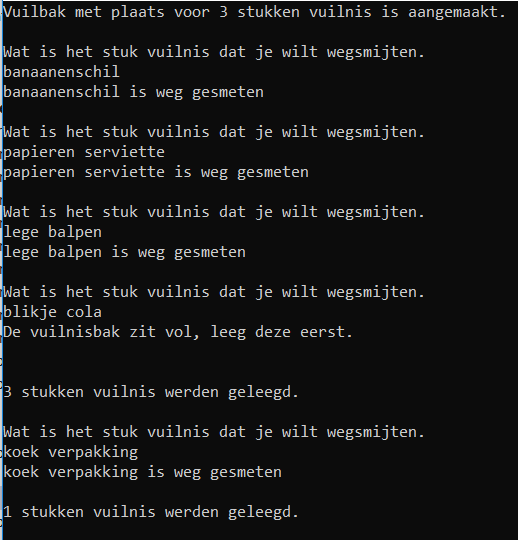 Vuilbak met plaats voor 3 stukken vuilnis is aangemaakt.
Wat is het stuk vuilnis dat je wilt wegsmijten.
banaanenschil
banaanenschil is weg gesmeten
Wat is het stuk vuilnis dat je wilt wegsmijten.
papieren serviette
papieren serviette is weg gesmeten
Wat is het stuk vuilnis dat je wilt wegsmijten.
lege balpen
lege balpen is weg gesmeten
Wat is het stuk vuilnis dat je wilt wegsmijten.
blikje cola
De vuilnisbak zit vol, leeg deze eerst.
3 stukken vuilnis werden geleegd.
Wat is het stuk vuilnis dat je wilt wegsmijten.
koek verpakking
koek verpakking is weg gesmeten
1 stukken vuilnis werden geleegd.